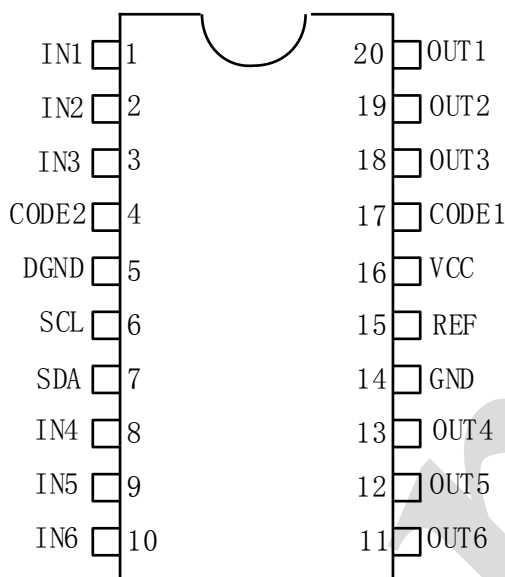 IN1 1 20 OUT1
IN2 2 19 OUT2
IN3 3 18 OUT3
CODE2 4 17 CODE1
DGND 5 16 VCC
SCL 6 15 REF
SDA 7 14 GND
IN4 8 13 OUT4
IN5 9 12 OUT5
IN6 10 11 OUT6